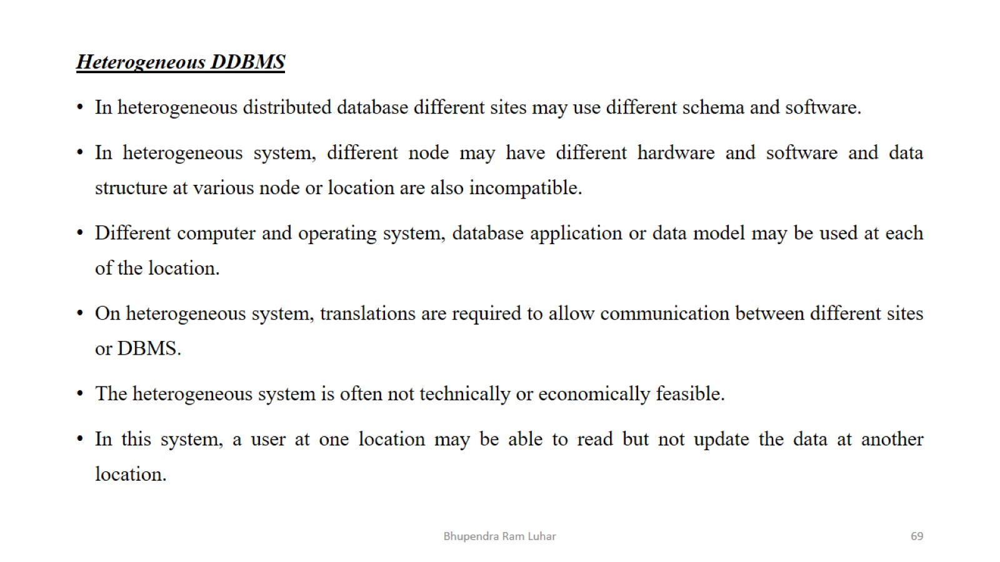 Heterogeneous DDBMS
• In heterogeneous distributed database different sites may use different schema and software.
• In heterogeneous system, different node may have different hardware and software and data
structure at various node or location are also incompatible.
• Different computer and operating system, database application or data model may be used at each
of the location.
• On heterogeneous system, translations are required to allow communication between different sites
or DBMS.
• The heterogeneous system is often not technically or economically feasible.
• In this system, a user at one location may be able to read but not update the data at another
location.
Bhupendra Ram Luhar
69